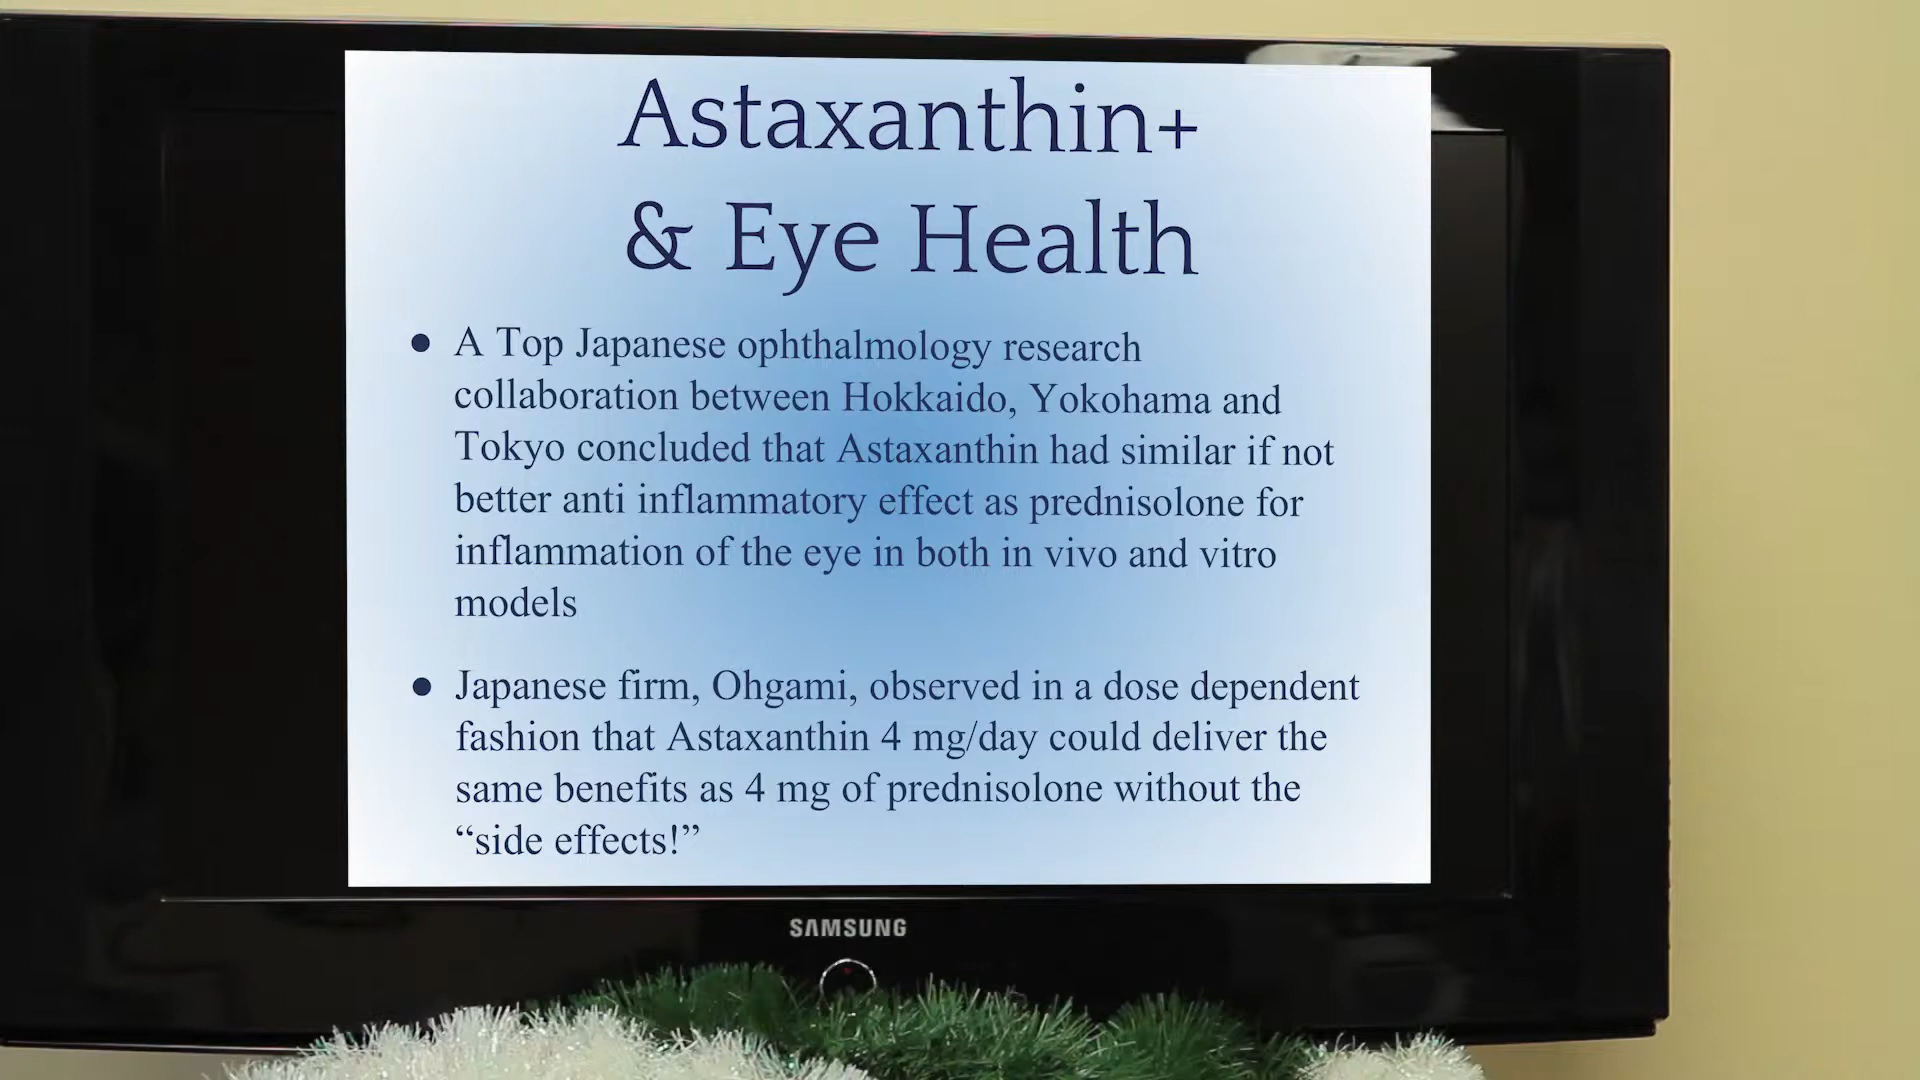 Astaxanthin+
& Eye Health
● A Top Japanese ophthalmology research
collaboration between Hokkaido, Yokohama and
Tokyo concluded that Astaxanthin had similar if not
better anti inflammatory effect as prednisolone for
inflammation of the eye in both in vivo and vitro
models
● Japanese firm, Ohgami, observed in a dose dependent
fashion that Astaxanthin 4 mg/day could deliver the
same benefits as 4 mg of prednisolone without the
“side effects!”
SAMSUNG